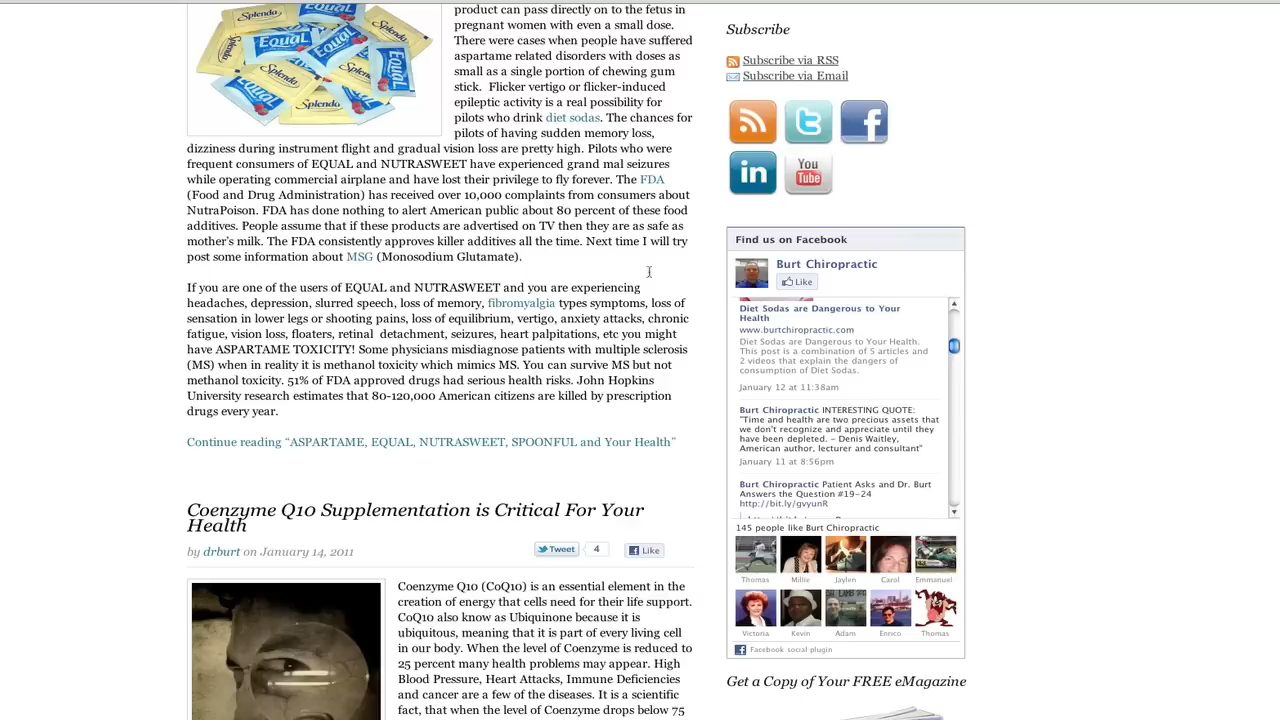 product can pass directly on to the fetus in
pregnant women with even a small dose.
There were cases when people have suffered
aspartame related disorders with doses as
small as a single portion of chewing gum
stick.  Flicker vertigo or flicker-induced
epileptic activity is a real possibility for
pilots who drink diet sodas. The chances for
pilots of having sudden memory loss,
dizziness during instrument flight and gradual vision loss are pretty high. Pilots who were
frequent consumers of EQUAL and NUTRASWEET have experienced grand mal seizures
while operating commercial airplane and have lost their privilege to fly forever. The FDA
(Food and Drug Administration) has received over 10,000 complaints from consumers about
NutraPoison. FDA has done nothing to alert American public about 80 percent of these food
additives. People assume that if these products are advertised on TV then they are as safe as
mother's milk. The FDA consistently approves killer additives all the time. Next time I will try
post some information about MSG (Monosodium Glutamate).
If you are one of the users of EQUAL and NUTRASWEET and you are experiencing
headaches, depression, slurred speech, loss of memory, fibromyalgia types symptoms, loss of
sensation in lower legs or shooting pains, loss of equilibrium, vertigo, anxiety attacks, chronic
fatigue, vision loss, floaters, retinal  detachment, seizures, heart palpitations, etc you might
have ASPARTAME TOXICITY! Some physicians misdiagnose patients with multiple sclerosis
(MS) when in reality it is methanol toxicity which mimics MS. You can survive MS but not
methanol toxicity. 51% of FDA approved drugs had serious health risks. John Hopkins
University research estimates that 80-120,000 American citizens are killed by prescription
drugs every year.
Continue reading “ASPARTAME, EQUAL, NUTRASWEET, SPOONFUL and Your Health”
Coenzyme Q10 Supplementation is Critical For Your
Health
by drburt on January 14, 2011
Tweet 4 Like
Coenzyme Q10 (CoQ10) is an essential element in the
creation of energy that cells need for their life support.
CoQ10 also know as Ubiquinone because it is
ubiquitous, meaning that it is part of every living cell
in our body. When the level of Coenzyme is reduced to
25 percent many health problems may appear. High
Blood Pressure, Heart Attacks, Immune Deficiencies
and cancer are a few of the diseases. It is a scientific
fact, that when the level of Coenzyme drops below 75
Splenda
Equal
Splenda
Equal
Splenda
Equal
Splenda
Equal
Splenda
Subscribe
Subscribe via RSS
Subscribe via Email
in
You
Tube
Find us on Facebook
Burt Chiropractic
Like
Diet Sodas are Dangerous to Your
Health
www.burtchiropractic.com
Diet Sodas are Dangerous to Your Health.
This post is a combination of 5 articles and
2 videos that explain the dangers of
consumption of Diet Sodas.
January 12 at 11:38am
Burt Chiropractic INTERESTING QUOTE:
"Time and health are two precious assets that
we don't recognize and appreciate until they
have been depleted. – Denis Waitley,
American author, lecturer and consultant"
January 11 at 8:56pm
Burt Chiropractic Patient Asks and Dr. Burt
Answers the Question #19-24
http://bit.ly/gvyunR
145 people like Burt Chiropractic
Thomas Millie Jaylen Carol Emmanuel
Victoria Kevin Adam Enrico Thomas
Facebook social plugin
Get a Copy of Your FREE eMagazine